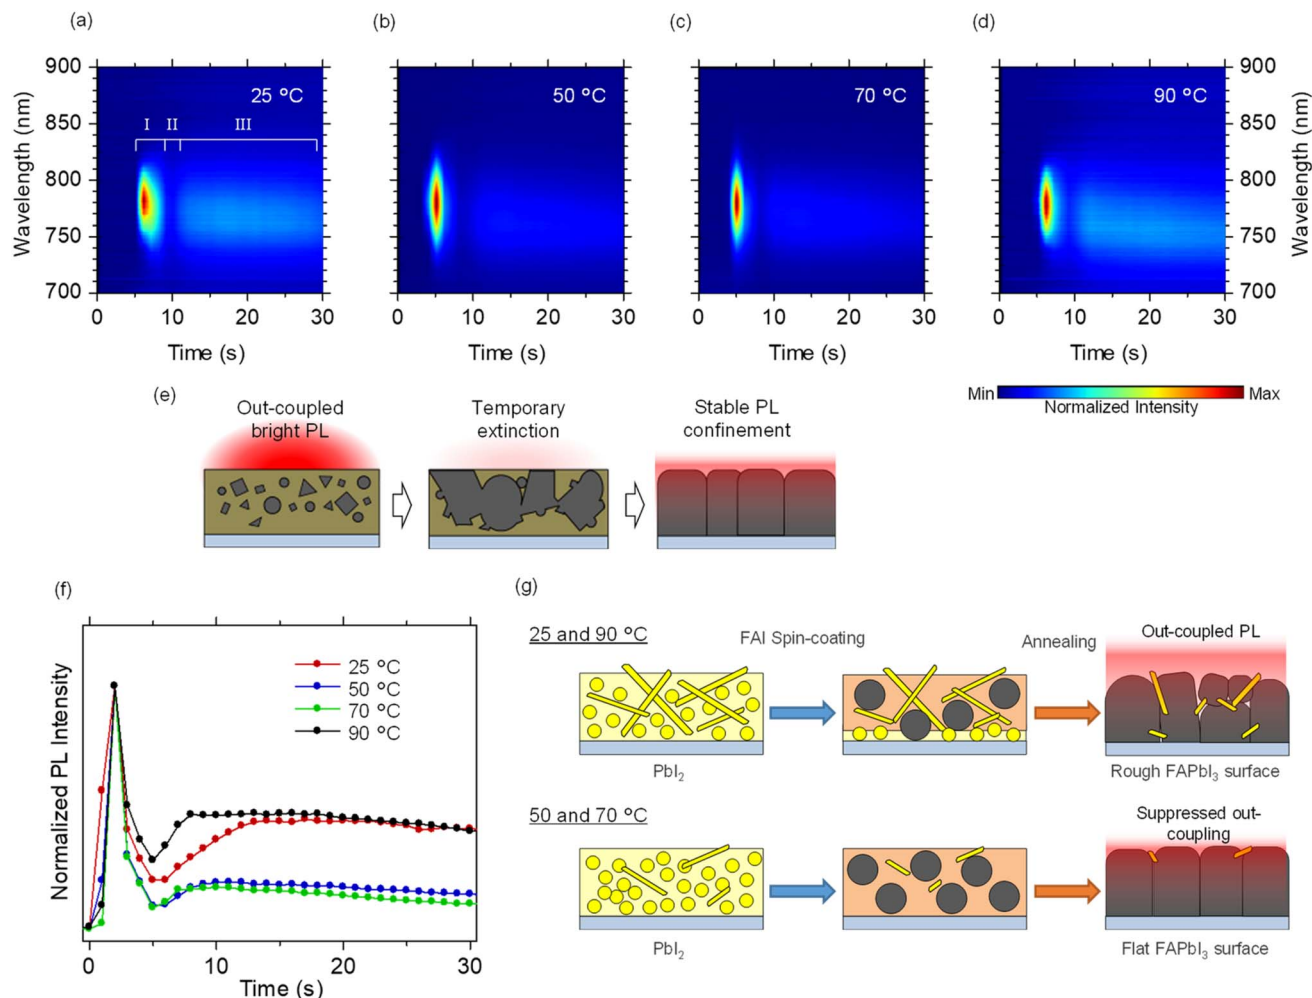 (a)
(b)
(c)
(d)
Wavelength (nm)
900
850
800
750
700
25 °C
I II III
0 10 20 30
Time (s)
50 °C
0 10 20 30
Time (s)
70 °C
0 10 20 30
Time (s)
90 °C
0 10 20 30
Time (s)
900
850
800
750
700
Wavelength (nm)
Min
Max
Normalized Intensity
(e)
Out-coupled
bright PL
Temporary
extinction
Stable PL
confinement
(f)
Normalized PL Intensity
25 °C
50 °C
70 °C
90 °C
0 10 20 30
Time (s)
(g)
25 and 90 °C
FAI Spin-coating
Annealing
Out-coupled PL
PbI₂
Rough FAPbI₃ surface
50 and 70 °C
Suppressed out-
coupling
PbI₂
Flat FAPbI₃ surface